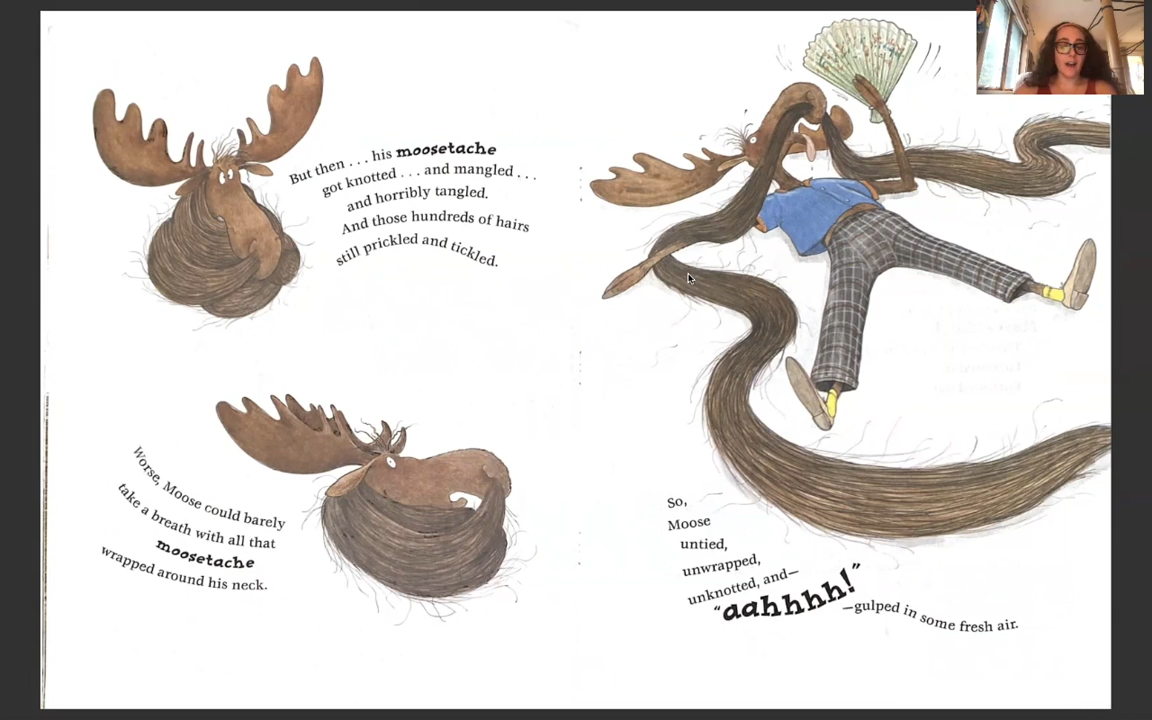 But then . . . his moosetache
got knotted . . . and mangled . . .
and horribly tangled.
And those hundreds of hairs
still prickled and tickled.
Worse, Moose could barely
take a breath with all that
moosetache
wrapped around his neck.
So,
Moose
untied,
unwrapped,
unknotted, and—
“aahhhh!”
—gulped in some fresh air.